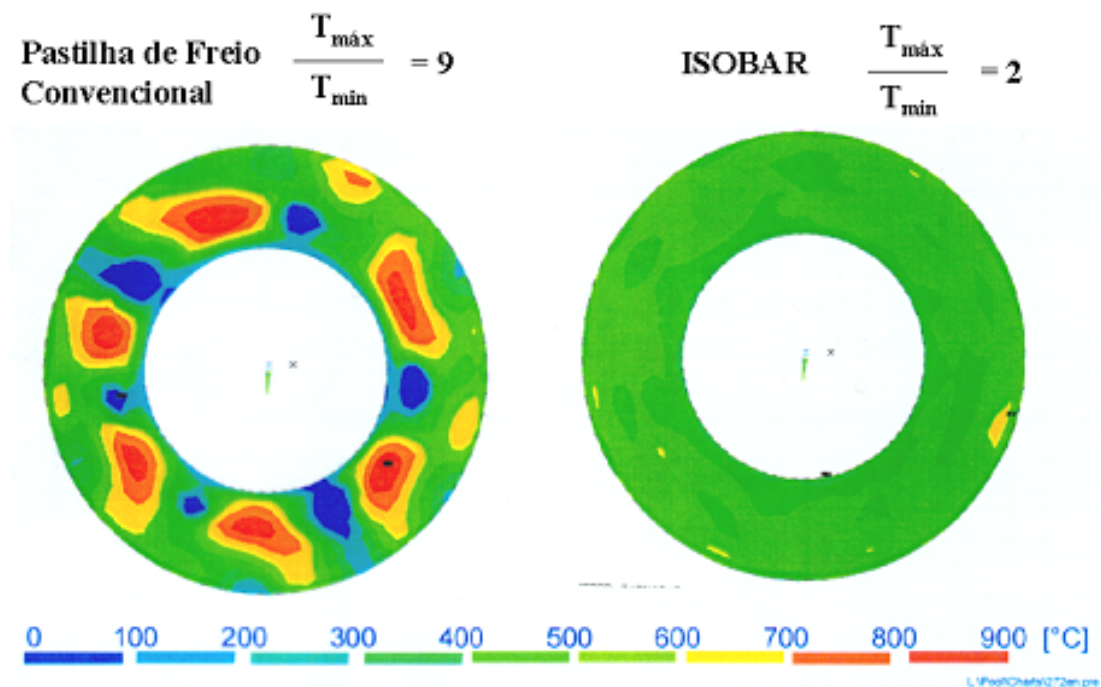 Pastilha de Freio
Convencional
Tmáx
Tmin
= 9
ISOBAR
Tmáx
Tmin
= 2
x
x
0 100 200 300 400 500 600 700 800 900 [°C]